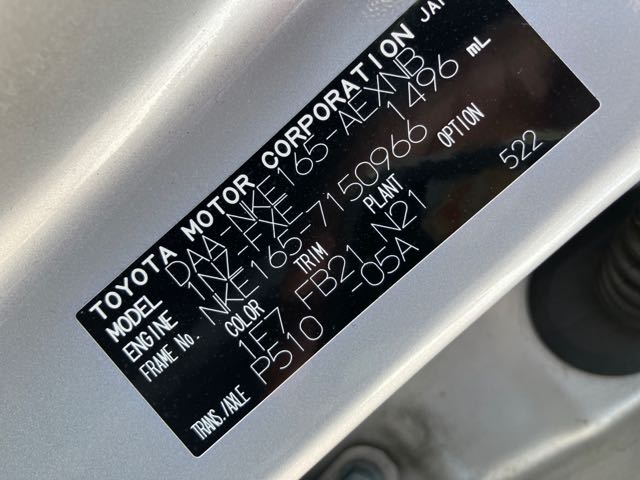 TOYOTA MOTOR CORPORATION JAP
MODEL DAA-NKE165-AEXNB
ENGINE 1NZ-FXE 1496 mL
FRAME No. NKE165-7150966
COLOR TRIM PLANT OPTION
1F7 FB21 N21 522
TRANS./AXLE P510 -05A